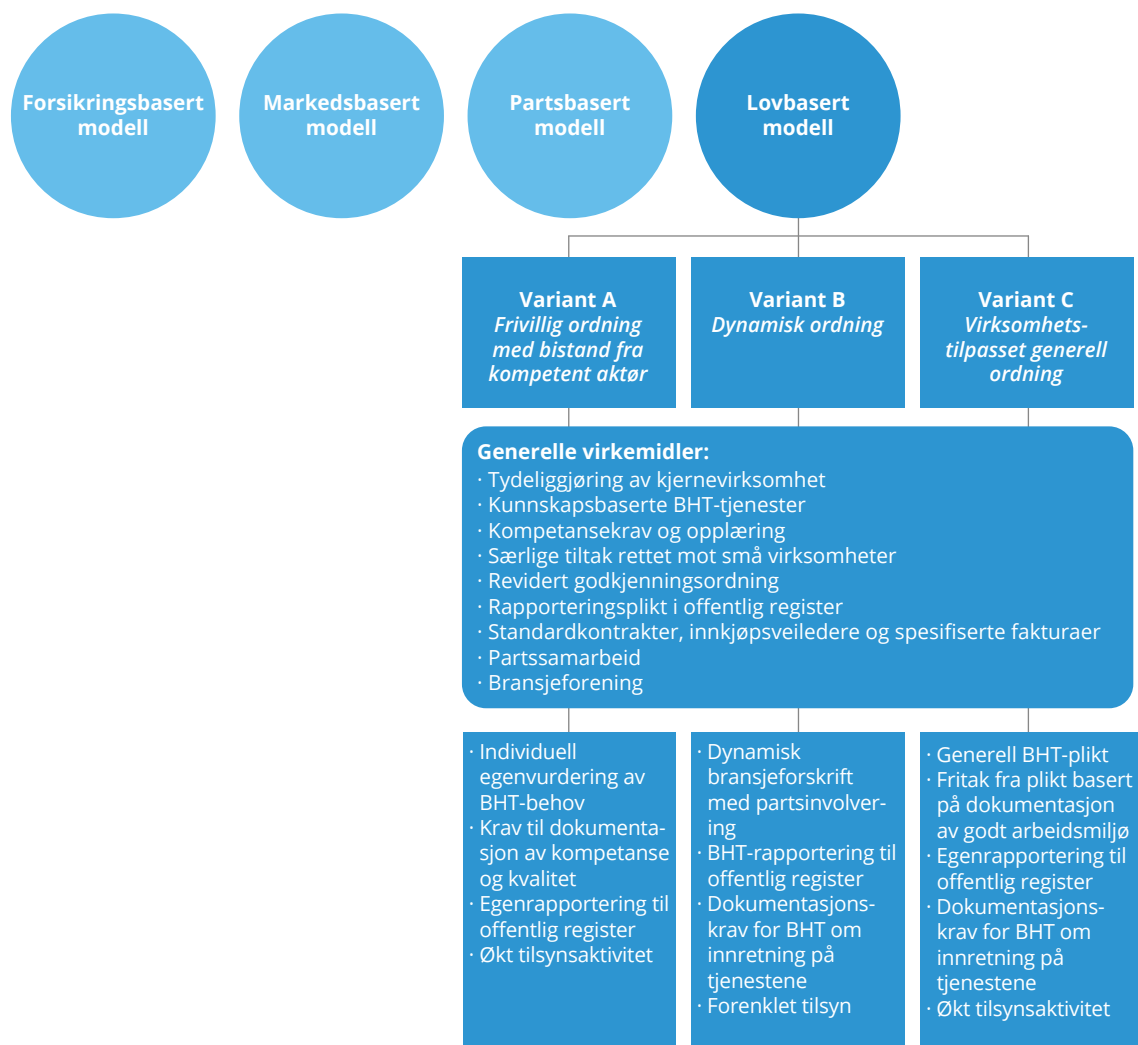 Forsikringsbasert
modell
Markedsbasert
modell
Partsbasert
modell
Lovbasert
modell
Variant A
Frivillig ordning
med bistand fra
kompetent aktør
Variant B
Dynamisk ordning
Variant C
Virksomhets-
tilpasset generell
ordning
Generelle virkemidler:
· Tydeliggjøring av kjernevirksomhet
· Kunnskapsbaserte BHT-tjenester
· Kompetansekrav og opplæring
· Særlige tiltak rettet mot små virksomheter
· Revidert godkjenningsordning
· Rapporteringsplikt i offentlig register
· Standardkontrakter, innkjøpsveiledere og spesifiserte fakturaer
· Partssamarbeid
· Bransjeforening
· Individuell
egenvurdering av
BHT-behov
· Krav til dokumenta-
sjon av kompetanse
og kvalitet
· Egenrapportering til
offentlig register
· Økt tilsynsaktivitet
· Dynamisk
bransjeforskrift
med partsinvolver-
ing
· BHT-rapportering til
offentlig register
· Dokumentasjons-
krav for BHT om
innretning på
tjenestene
· Forenklet tilsyn
· Generell BHT-plikt
· Fritak fra plikt basert
på dokumentasjon
av godt arbeidsmiljø
· Egenrapportering til
offentlig register
· Dokumentasjons-
krav for BHT om
innretning på
tjenestene
· Økt tilsynsaktivitet